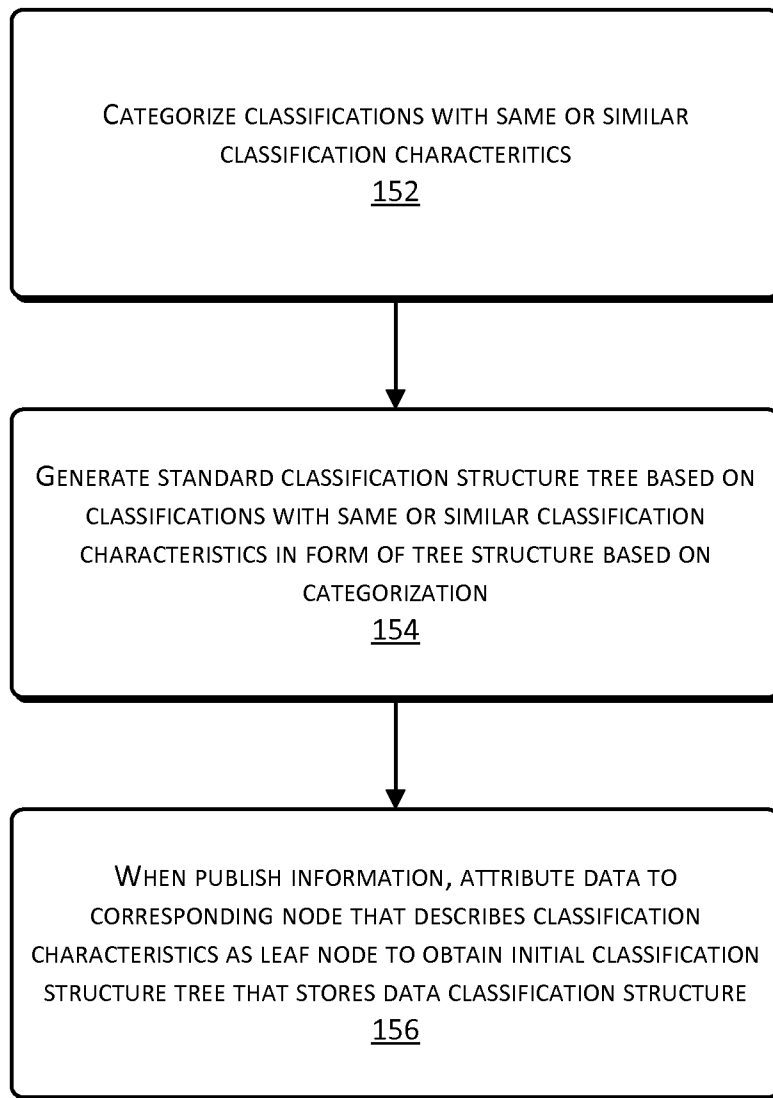 CATEGORIZE CLASSIFICATIONS WITH SAME OR SIMILAR
CLASSIFICATION CHARACTERITICS
152
GENERATE STANDARD CLASSIFICATION STRUCTURE TREE BASED ON
CLASSIFICATIONS WITH SAME OR SIMILAR CLASSIFICATION
CHARACTERISTICS IN FORM OF TREE STRUCTURE BASED ON
CATEGORIZATION
154
WHEN PUBLISH INFORMATION, ATTRIBUTE DATA TO
CORRESPONDING NODE THAT DESCRIBES CLASSIFICATION
CHARACTERISTICS AS LEAF NODE TO OBTAIN INITIAL CLASSIFICATION
STRUCTURE TREE THAT STORES DATA CLASSIFICATION STRUCTURE
156